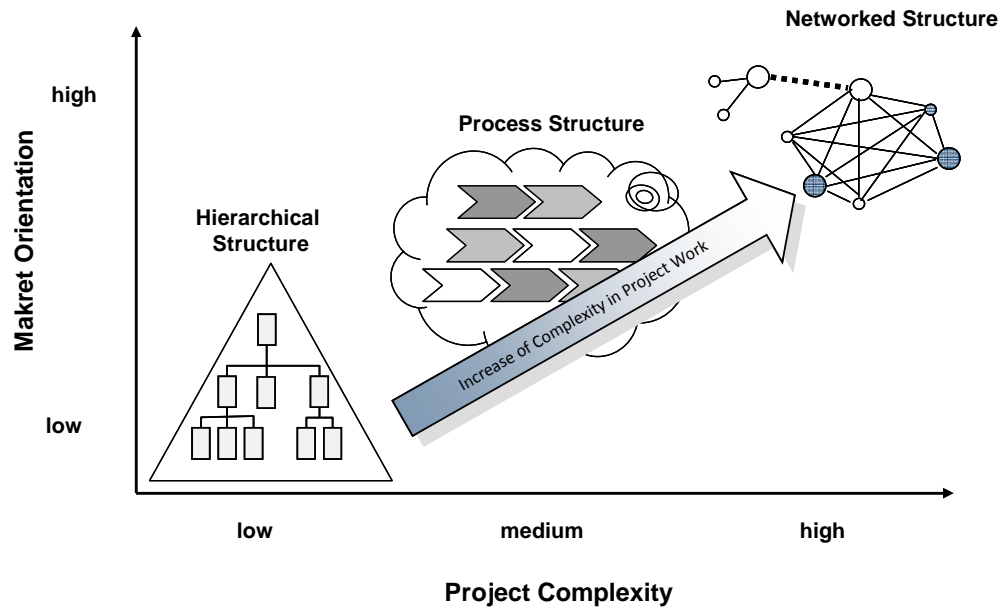 Networked Structure
high
Process Structure
Makret Orientation
Hierarchical
Structure
Increase of Complexity in Project Work
low
low
medium
high
Project Complexity